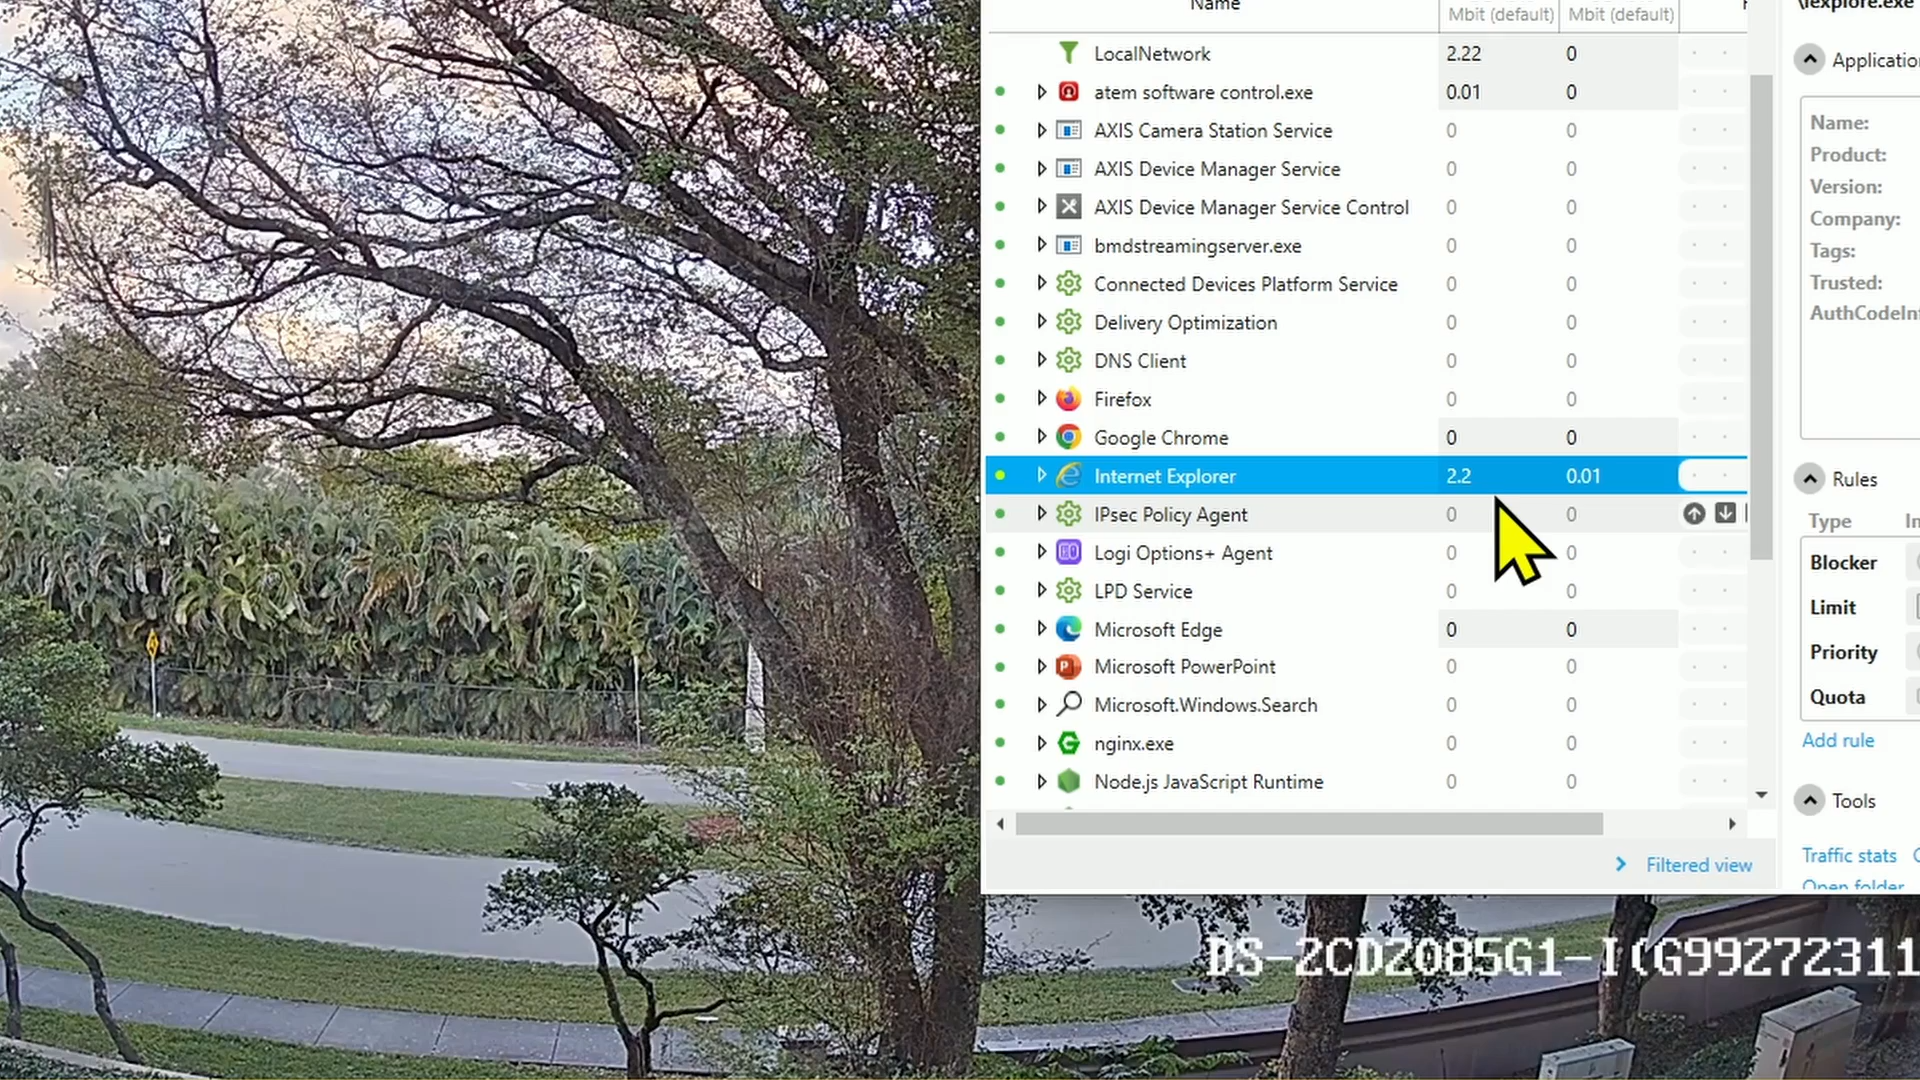 Name
Mbit (default) Mbit (default)
LocalNetwork 2.22 0
atem software control.exe 0.01 0
AXIS Camera Station Service 0 0
AXIS Device Manager Service 0 0
AXIS Device Manager Service Control 0 0
bmdstreamingserver.exe 0 0
Connected Devices Platform Service 0 0
Delivery Optimization 0 0
DNS Client 0 0
Firefox 0 0
Google Chrome 0 0
Internet Explorer 2.2 0.01
IPsec Policy Agent 0 0
Logi Options+ Agent 0 0
LPD Service 0 0
Microsoft Edge 0 0
Microsoft PowerPoint 0 0
Microsoft.Windows.Search 0 0
nginx.exe 0 0
Node.js JavaScript Runtime 0 0
Filtered view
\iexplore.exe
Application
Name:
Product:
Version:
Company:
Tags:
Trusted:
AuthCodeInf
Rules
Type In
Blocker
Limit
Priority
Quota
Add rule
Tools
Traffic stats
Open folder
DS-2CD2085G1-I(G99272311